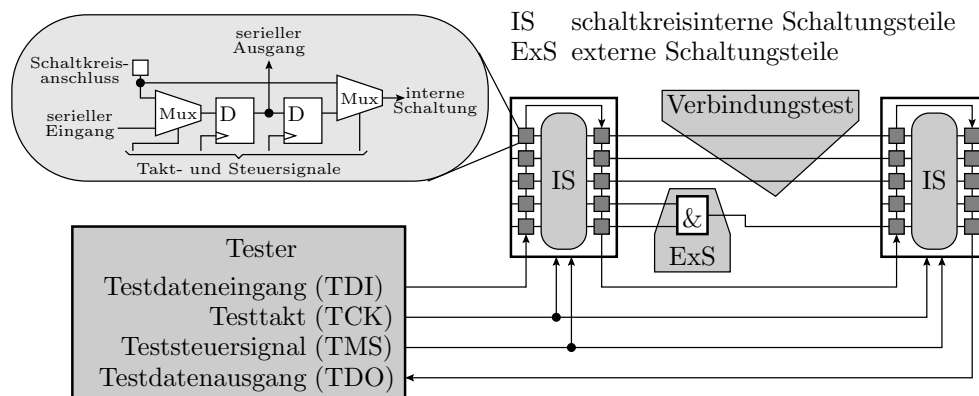 IS schaltkreisinterne Schaltungsteile
ExS externe Schaltungsteile
serieller
Ausgang
Schaltkreis-
anschluss
Mux
D
D
Mux
interne
Schaltung
serieller
Eingang
Takt- und Steuersignale
Verbindungstest
IS
IS
&
ExS
Tester
Testdateneingang (TDI)
Testtakt (TCK)
Teststeuersignal (TMS)
Testdatenausgang (TDO)